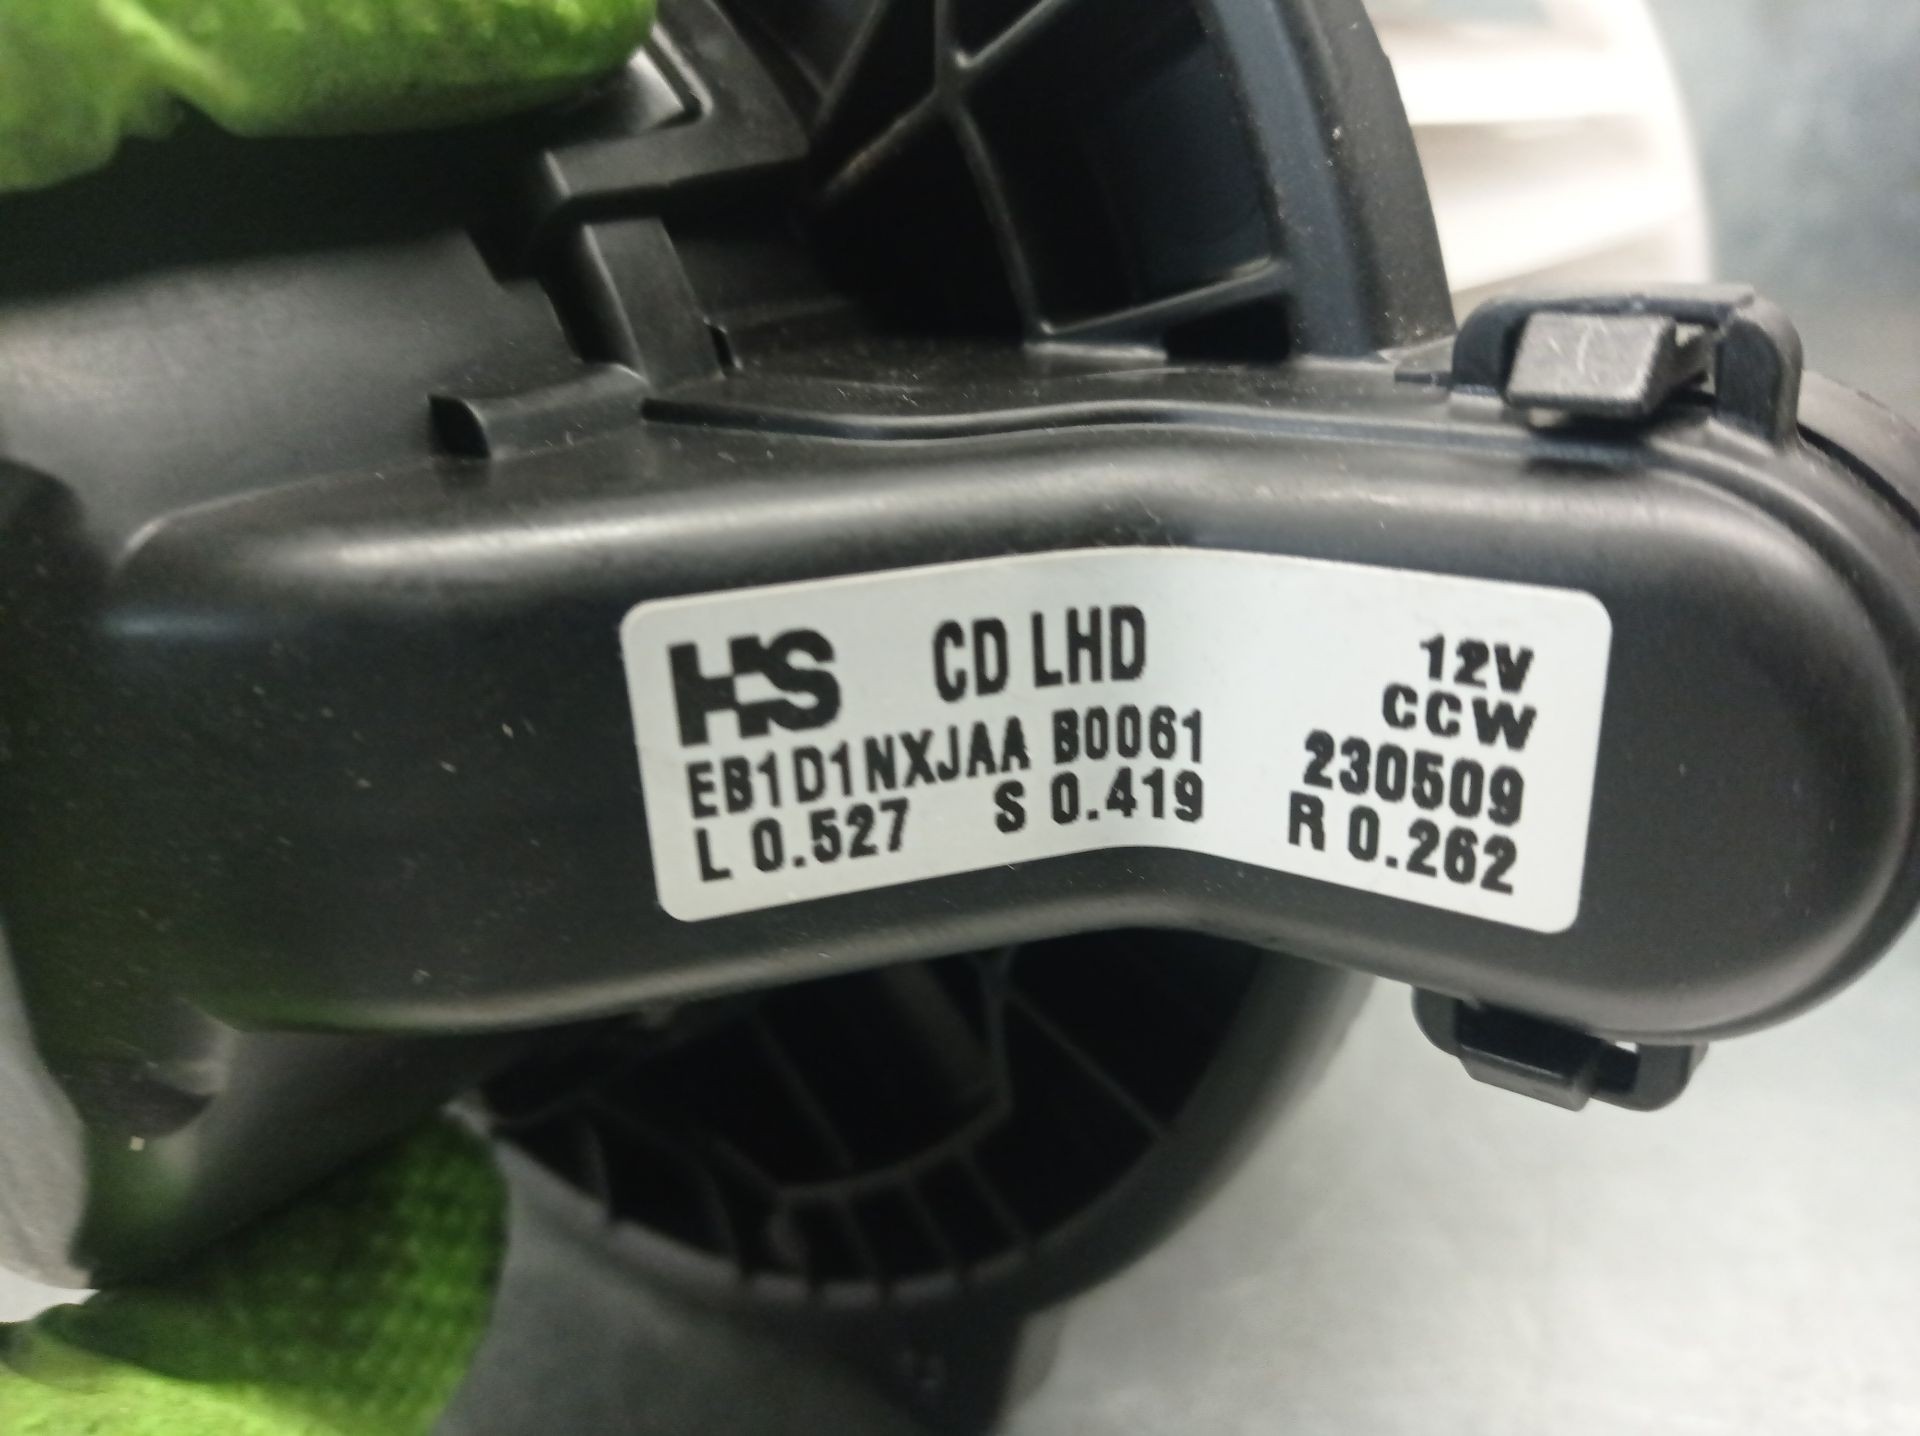 HS CD LHD 12V
CCW
EB1D1NXJAA B0061 230509
L 0.527 S 0.419 R 0.262